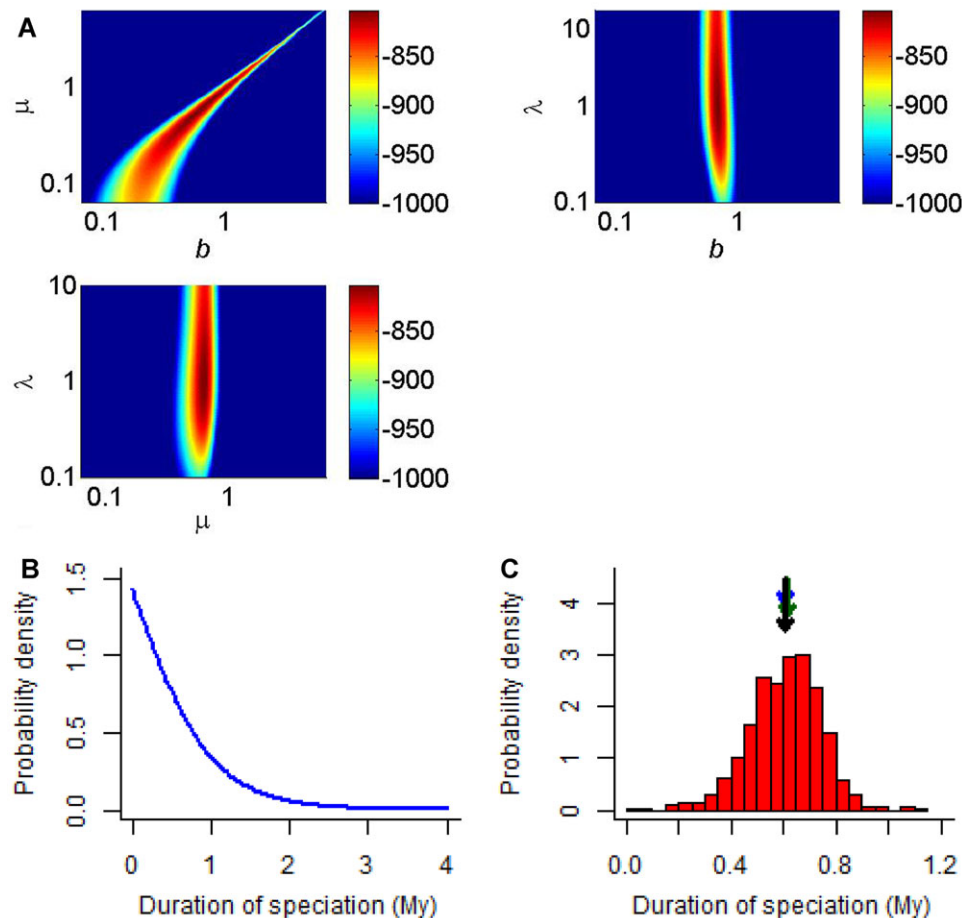 A
μ
1
0.1
0.1 1
b
-850
-900
-950
-1000
λ
10
1
0.1
1
b
-850
-900
-950
-1000
λ
10
1
0.1
0.1 1
μ
-850
-900
-950
-1000
B
Probability density
1.5
1.0
0.5
0.0
0 1 2 3 4
Duration of speciation (My)
C
Probability density
4
3
2
1
0
0.0 0.4 0.8 1.2
Duration of speciation (My)